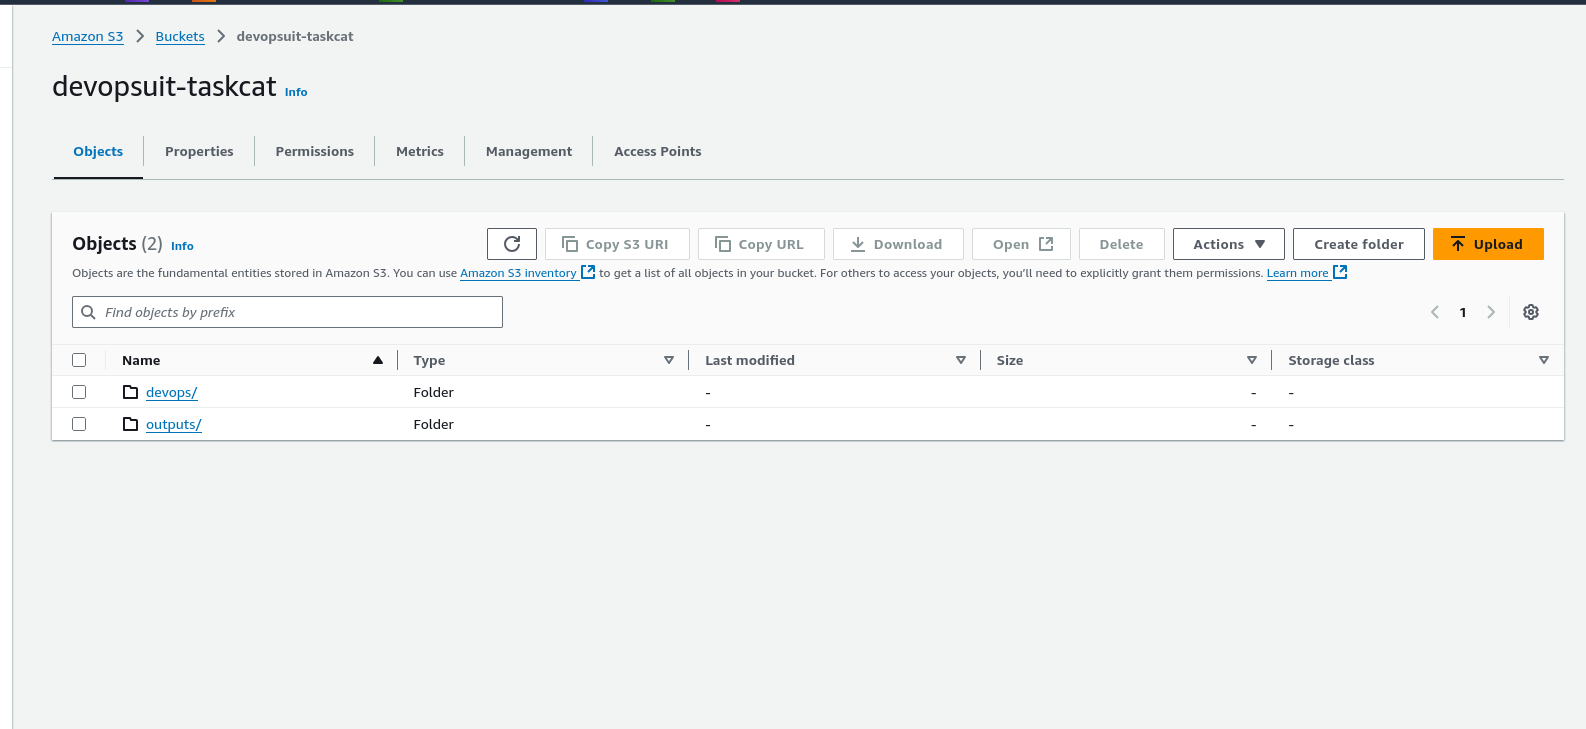 Amazon S3 > Buckets > devopsuit-taskcat
devopsuit-taskcat Info
Objects Properties Permissions Metrics Management Access Points
Objects (2) Info Copy S3 URI Copy URL Download Open Delete Actions Create folder Upload
Objects are the fundamental entities stored in Amazon S3. You can use Amazon S3 inventory to get a list of all objects in your bucket. For others to access your objects, you'll need to explicitly grant them permissions. Learn more
Find objects by prefix 1
Name Type Last modified Size Storage class
devops/ Folder - - -
outputs/ Folder - - -